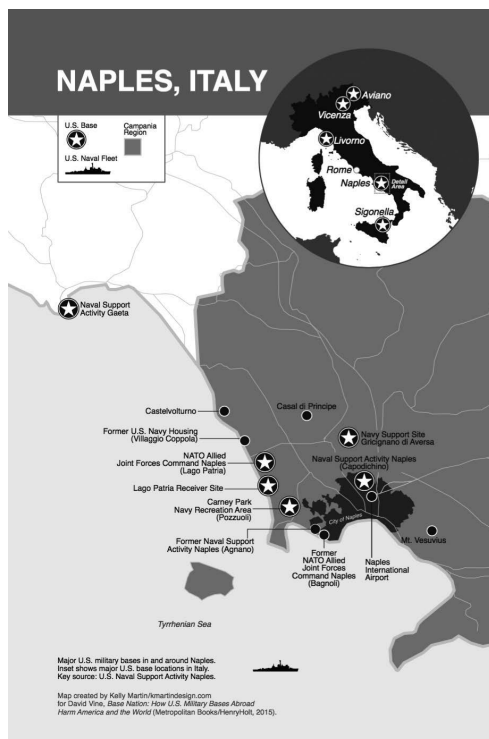 NAPLES, ITALY
U.S. Base
Campania
Region
U.S. Naval Fleet
Aviano
Vicenza
Livorno
Rome
Naples
Detail
Area
Sigonella
Naval Support
Activity Gaeta
Castelvolturno
Casal di Principe
Former U.S. Navy Housing
(Villaggio Coppola)
Navy Support Site
Gricignano di Aversa
NATO Allied
Joint Forces Command Naples
(Lago Patria)
Naval Support Activity Naples
(Capodichino)
Lago Patria Receiver Site
Carney Park
Navy Recreation Area
(Pozzuoli)
City of Naples
Former Naval Support
Activity Naples (Agnano)
Former
NATO Allied
Joint Forces
Command Naples
(Bagnoli)
Naples
International
Airport
Mt. Vesuvius
Tyrrhenian Sea
Major U.S. military bases in and around Naples.
Inset shows major U.S. base locations in Italy.
Key source: U.S. Naval Support Activity Naples.
Map created by Kelly Martin/kmartindesign.com
for David Vine, Base Nation: How U.S. Military Bases Abroad
Harm America and the World (Metropolitan Books/HenryHolt, 2015).